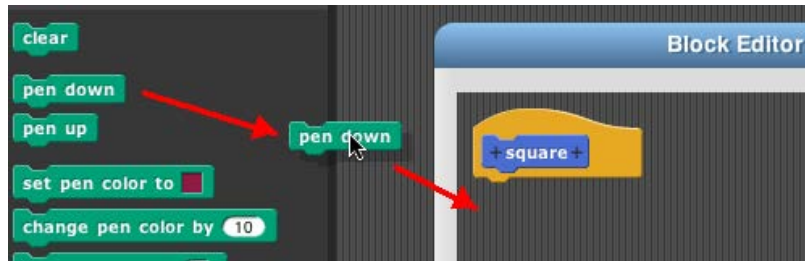 clear
pen down
pen up
set pen color to
change pen color by 10
pen down
Block Editor
+ square +